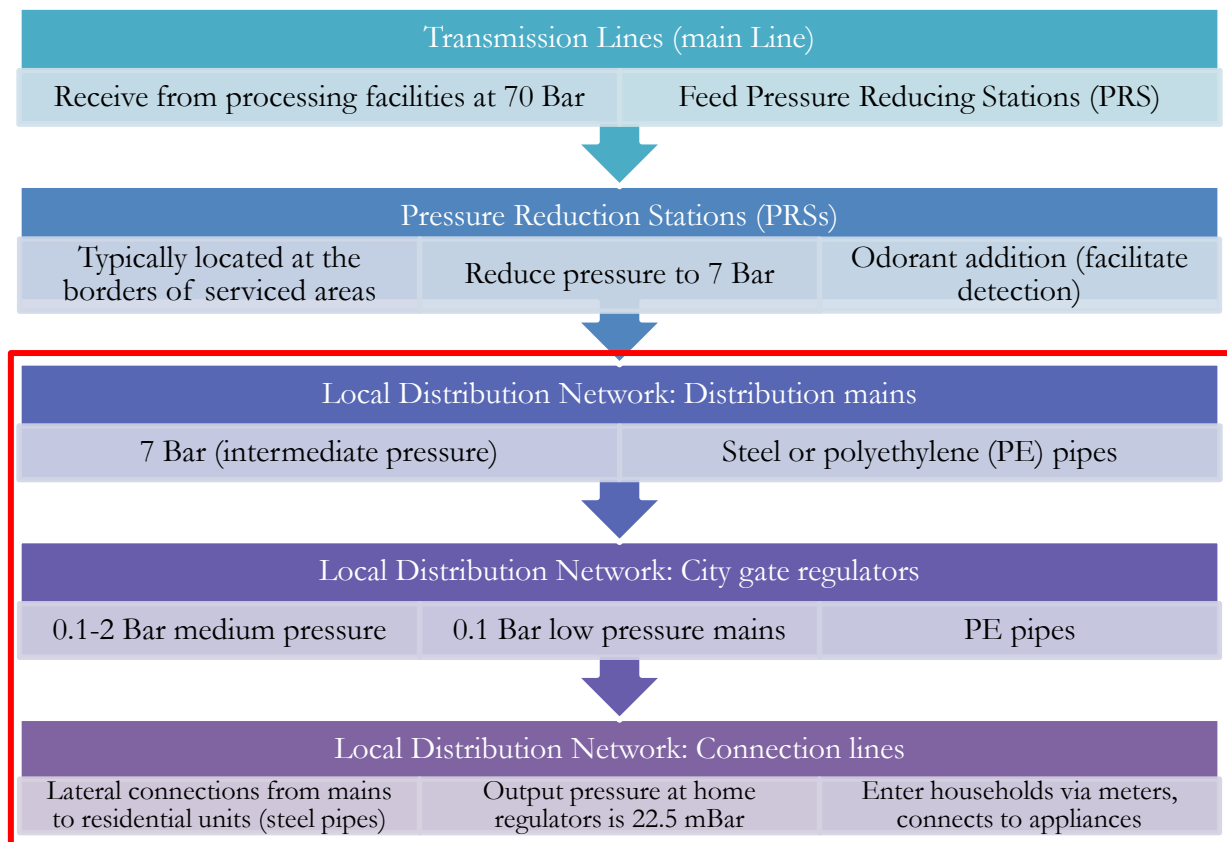 Transmission Lines (main Line)
Receive from processing facilities at 70 Bar
Feed Pressure Reducing Stations (PRS)
Pressure Reduction Stations (PRSs)
Typically located at the
borders of serviced areas
Reduce pressure to 7 Bar
Odorant addition (facilitate
detection)
Local Distribution Network: Distribution mains
7 Bar (intermediate pressure)
Steel or polyethylene (PE) pipes
Local Distribution Network: City gate regulators
0.1-2 Bar medium pressure
0.1 Bar low pressure mains
PE pipes
Local Distribution Network: Connection lines
Lateral connections from mains
to residential units (steel pipes)
Output pressure at home
regulators is 22.5 mBar
Enter households via meters,
connects to appliances